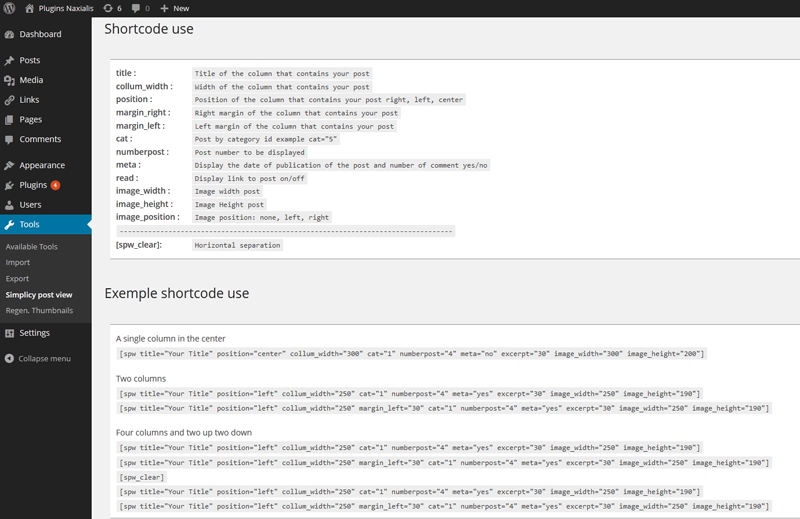 Plugins Naxialis 6 0 + New
Dashboard
Posts
Media
Links
Pages
Comments
Appearance
Plugins 4
Users
Tools
Available Tools
Import
Export
Simplicy post view
Regen. Thumbnails
Settings
Collapse menu
Shortcode use
title : Title of the column that contains your post
collum_width : Width of the column that contains your post
position : Position of the column that contains your post right, left, center
margin_right : Right margin of the column that contains your post
margin_left : Left margin of the column that contains your post
cat : Post by category id example cat="5"
numberpost : Post number to be displayed
meta : Display the date of publication of the post and number of comment yes/no
read : Display link to post on/off
image_width : Image width post
image_height : Image Height post
image_position : Image position: none, left, right
[spw_clear]: Horizontal separation
Exemple shortcode use
A single column in the center
[spw title="Your Title" position="center" collum_width="300" cat="1" numberpost="4" meta="no" excerpt="30" image_width="300" image_height="200"]
Two columns
[spw title="Your Title" position="left" collum_width="250" cat="1" numberpost="4" meta="yes" excerpt="30" image_width="250" image_height="190"]
[spw title="Your Title" position="left" collum_width="250" margin_left="30" cat="1" numberpost="4" meta="yes" excerpt="30" image_width="250" image_height="190"]
Four columns and two up two down
[spw title="Your Title" position="left" collum_width="250" cat="1" numberpost="4" meta="yes" excerpt="30" image_width="250" image_height="190"]
[spw title="Your Title" position="left" collum_width="250" margin_left="30" cat="1" numberpost="4" meta="yes" excerpt="30" image_width="250" image_height="190"]
[spw_clear]
[spw title="Your Title" position="left" collum_width="250" cat="1" numberpost="4" meta="yes" excerpt="30" image_width="250" image_height="190"]
[spw title="Your Title" position="left" collum_width="250" margin_left="30" cat="1" numberpost="4" meta="yes" excerpt="30" image_width="250" image_height="190"]